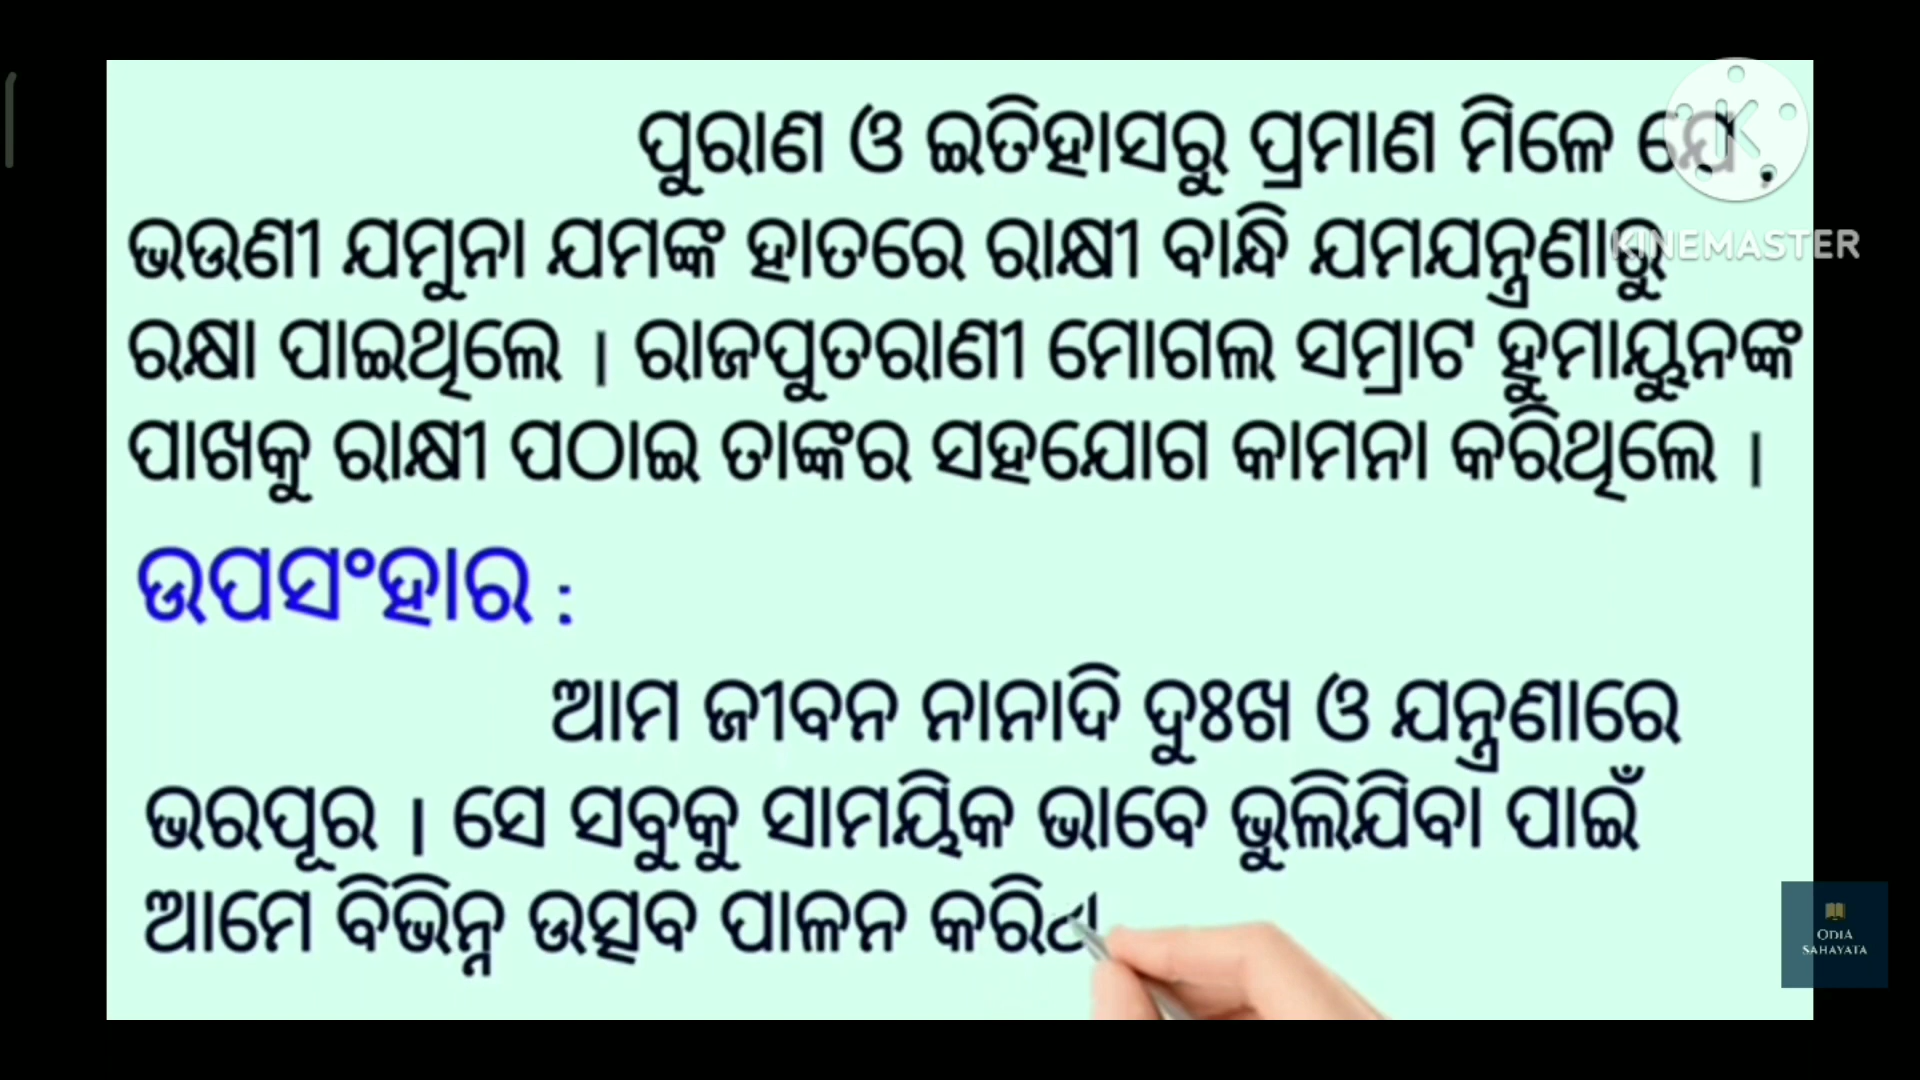 ପୁରାଣ ଓ ଇତିହାସରୁ ପ୍ରମାଣ ମିଳେ ଯେ ,
ଭଉଣୀ ଯମୁନା ଯମଙ୍କ ହାତରେ ରାକ୍ଷୀ ବାନ୍ଧି ଯମଯନ୍ତ୍ରଣାରୁ
KINEMASTER
ରକ୍ଷା ପାଇଥିଲେ । ରାଜପୁତରାଣୀ ମୋଗଲ ସମ୍ରାଟ ହୁମାୟୁନଙ୍କ
ପାଖକୁ ରାକ୍ଷୀ ପଠାଇ ତାଙ୍କର ସହଯୋଗ କାମନା କରିଥିଲେ ।
ଉପସଂହାର :
ଆମ ଜୀବନ ନାନାଦି ଦୁଃଖ ଓ ଯନ୍ତ୍ରଣାରେ
ଭରପୂର । ସେ ସବୁକୁ ସାମୟିକ ଭାବେ ଭୁଲିଯିବା ପାଇଁ
ଆମେ ବିଭିନ୍ନ ଉତ୍ସବ ପାଳନ
ODIA
SAHAYATA